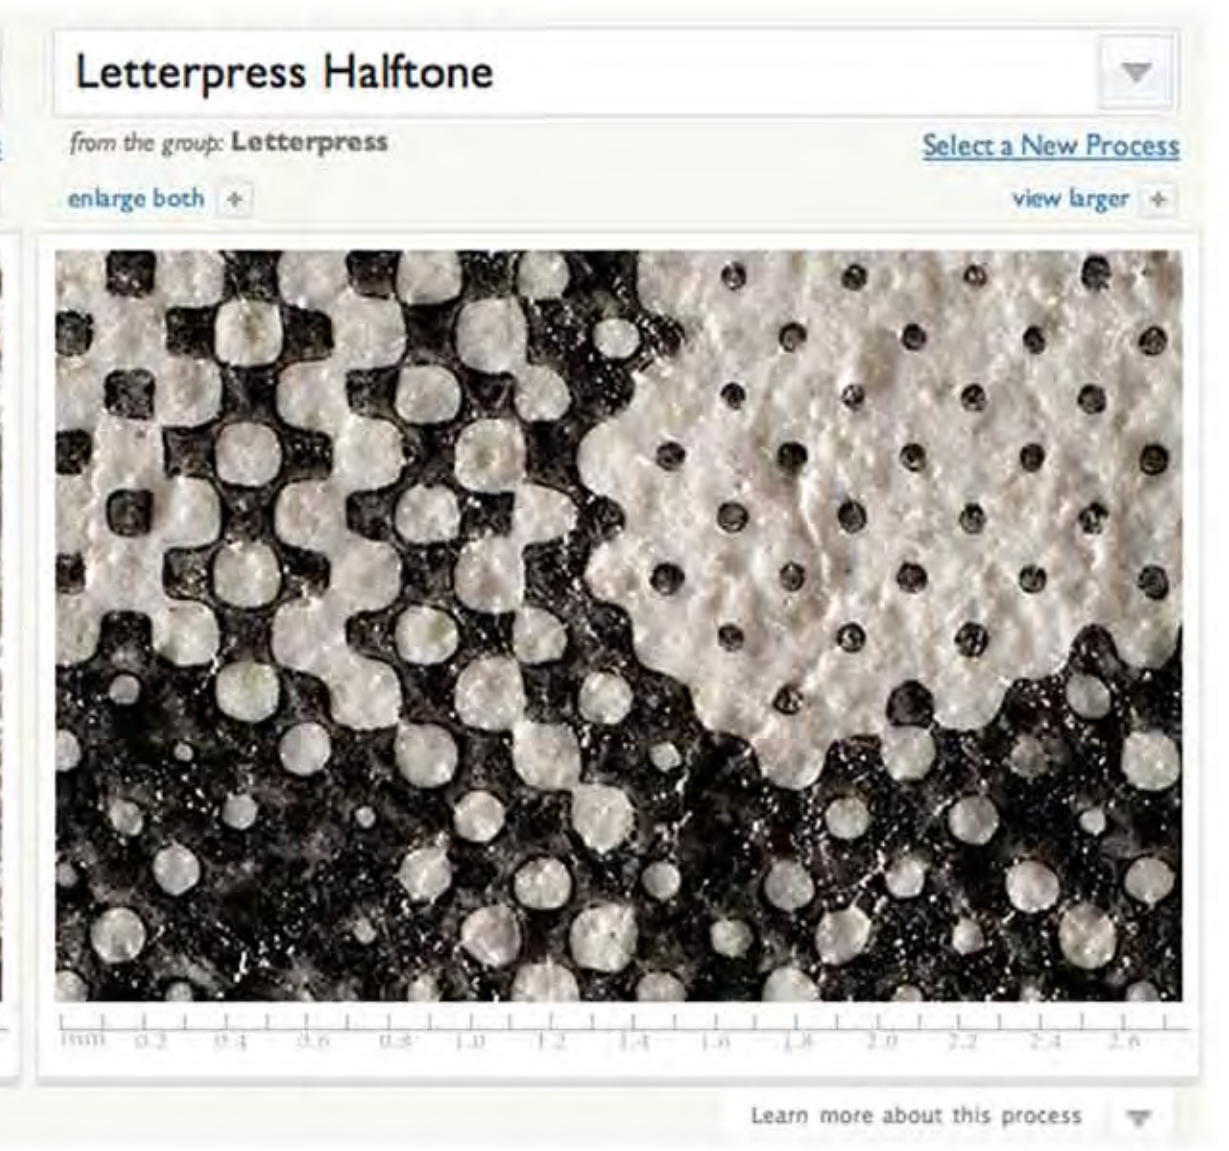 Letterpress Halftone
from the group: Letterpress
Select a New Process
enlarge both +
view larger +
mm 0.2 0.4 0.6 0.8 1.0 1.2 1.4 1.6 1.8 2.0 2.2 2.4 2.6
Learn more about this process